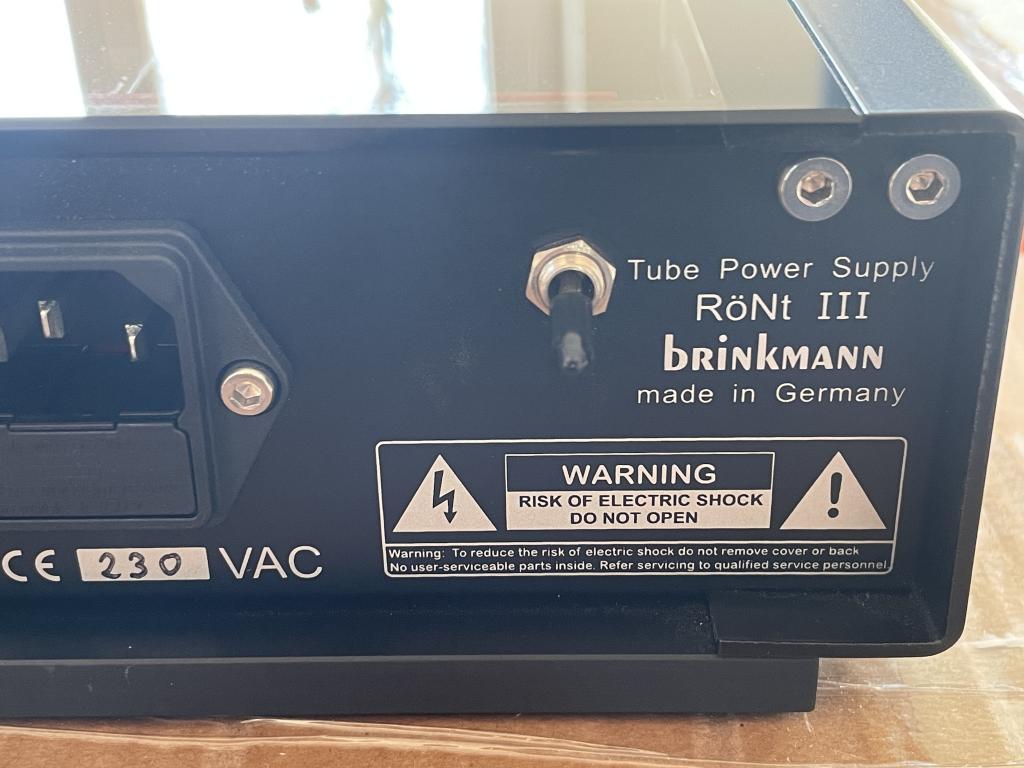 Tube Power Supply
RöNt III
bRINKMANN
made in Germany
WARNING
RISK OF ELECTRIC SHOCK
DO NOT OPEN
Warning: To reduce the risk of electric shock do not remove cover or back
No user-serviceable parts inside. Refer servicing to qualified service personnel.
CE 230 VAC